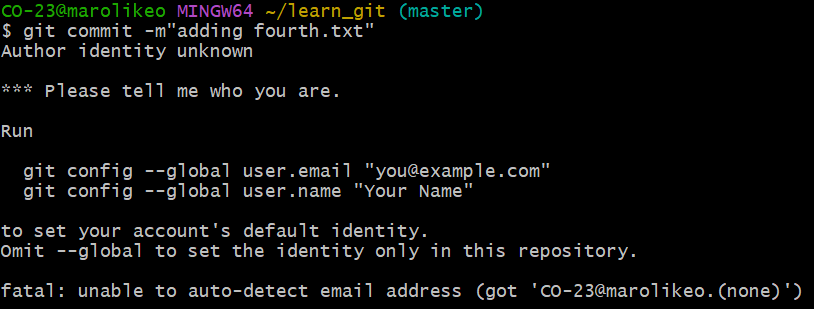 CO-23@marolikeo MINGW64 ~/learn_git (master)
$ git commit -m"adding fourth.txt"
Author identity unknown
*** Please tell me who you are.
Run
git config --global user.email "you@example.com"
git config --global user.name "Your Name"
to set your account's default identity.
Omit --global to set the identity only in this repository.
fatal: unable to auto-detect email address (got 'CO-23@marolikeo.(none)')